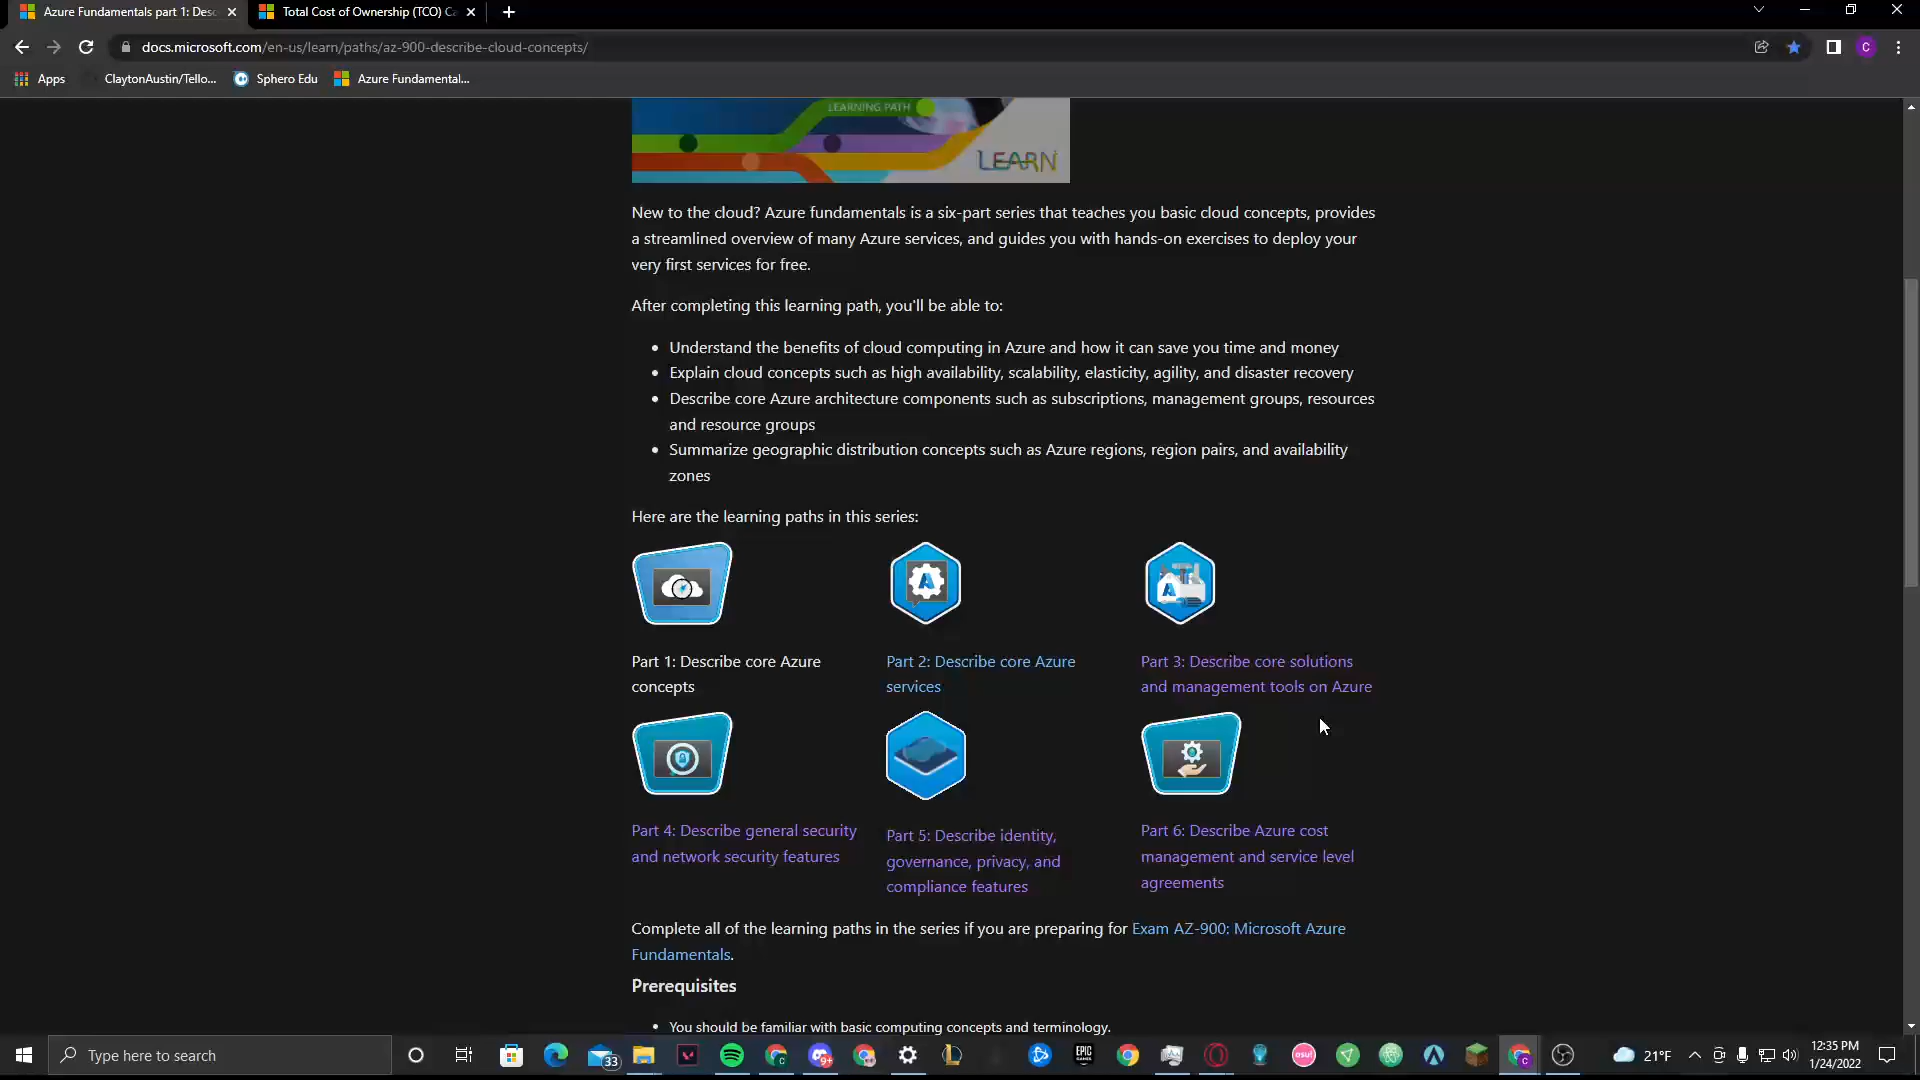 Azure Fundamentals part 1: Des
Total Cost of Ownership (TCO) Ca
docs.microsoft.com/en-us/learn/paths/az-900-describe-cloud-concepts/
C
Apps
ClaytonAustin/Tello...
Sphero Edu
Azure Fundamental...
LEARNING PATH
LEARN
New to the cloud? Azure fundamentals is a six-part series that teaches you basic cloud concepts, provides
a streamlined overview of many Azure services, and guides you with hands-on exercises to deploy your
very first services for free.
After completing this learning path, you'll be able to:
• Understand the benefits of cloud computing in Azure and how it can save you time and money
• Explain cloud concepts such as high availability, scalability, elasticity, agility, and disaster recovery
• Describe core Azure architecture components such as subscriptions, management groups, resources
and resource groups
• Summarize geographic distribution concepts such as Azure regions, region pairs, and availability
zones
Here are the learning paths in this series:
Part 1: Describe core Azure
concepts
Part 2: Describe core Azure
services
Part 3: Describe core solutions
and management tools on Azure
Part 4: Describe general security
and network security features
Part 5: Describe identity,
governance, privacy, and
compliance features
Part 6: Describe Azure cost
management and service level
agreements
Complete all of the learning paths in the series if you are preparing for Exam AZ-900: Microsoft Azure
Fundamentals.
Prerequisites
• You should be familiar with basic computing concepts and terminology.
Type here to search
33
9+
EPIC
GAMES
osu!
C
21°F
12:35 PM
1/24/2022